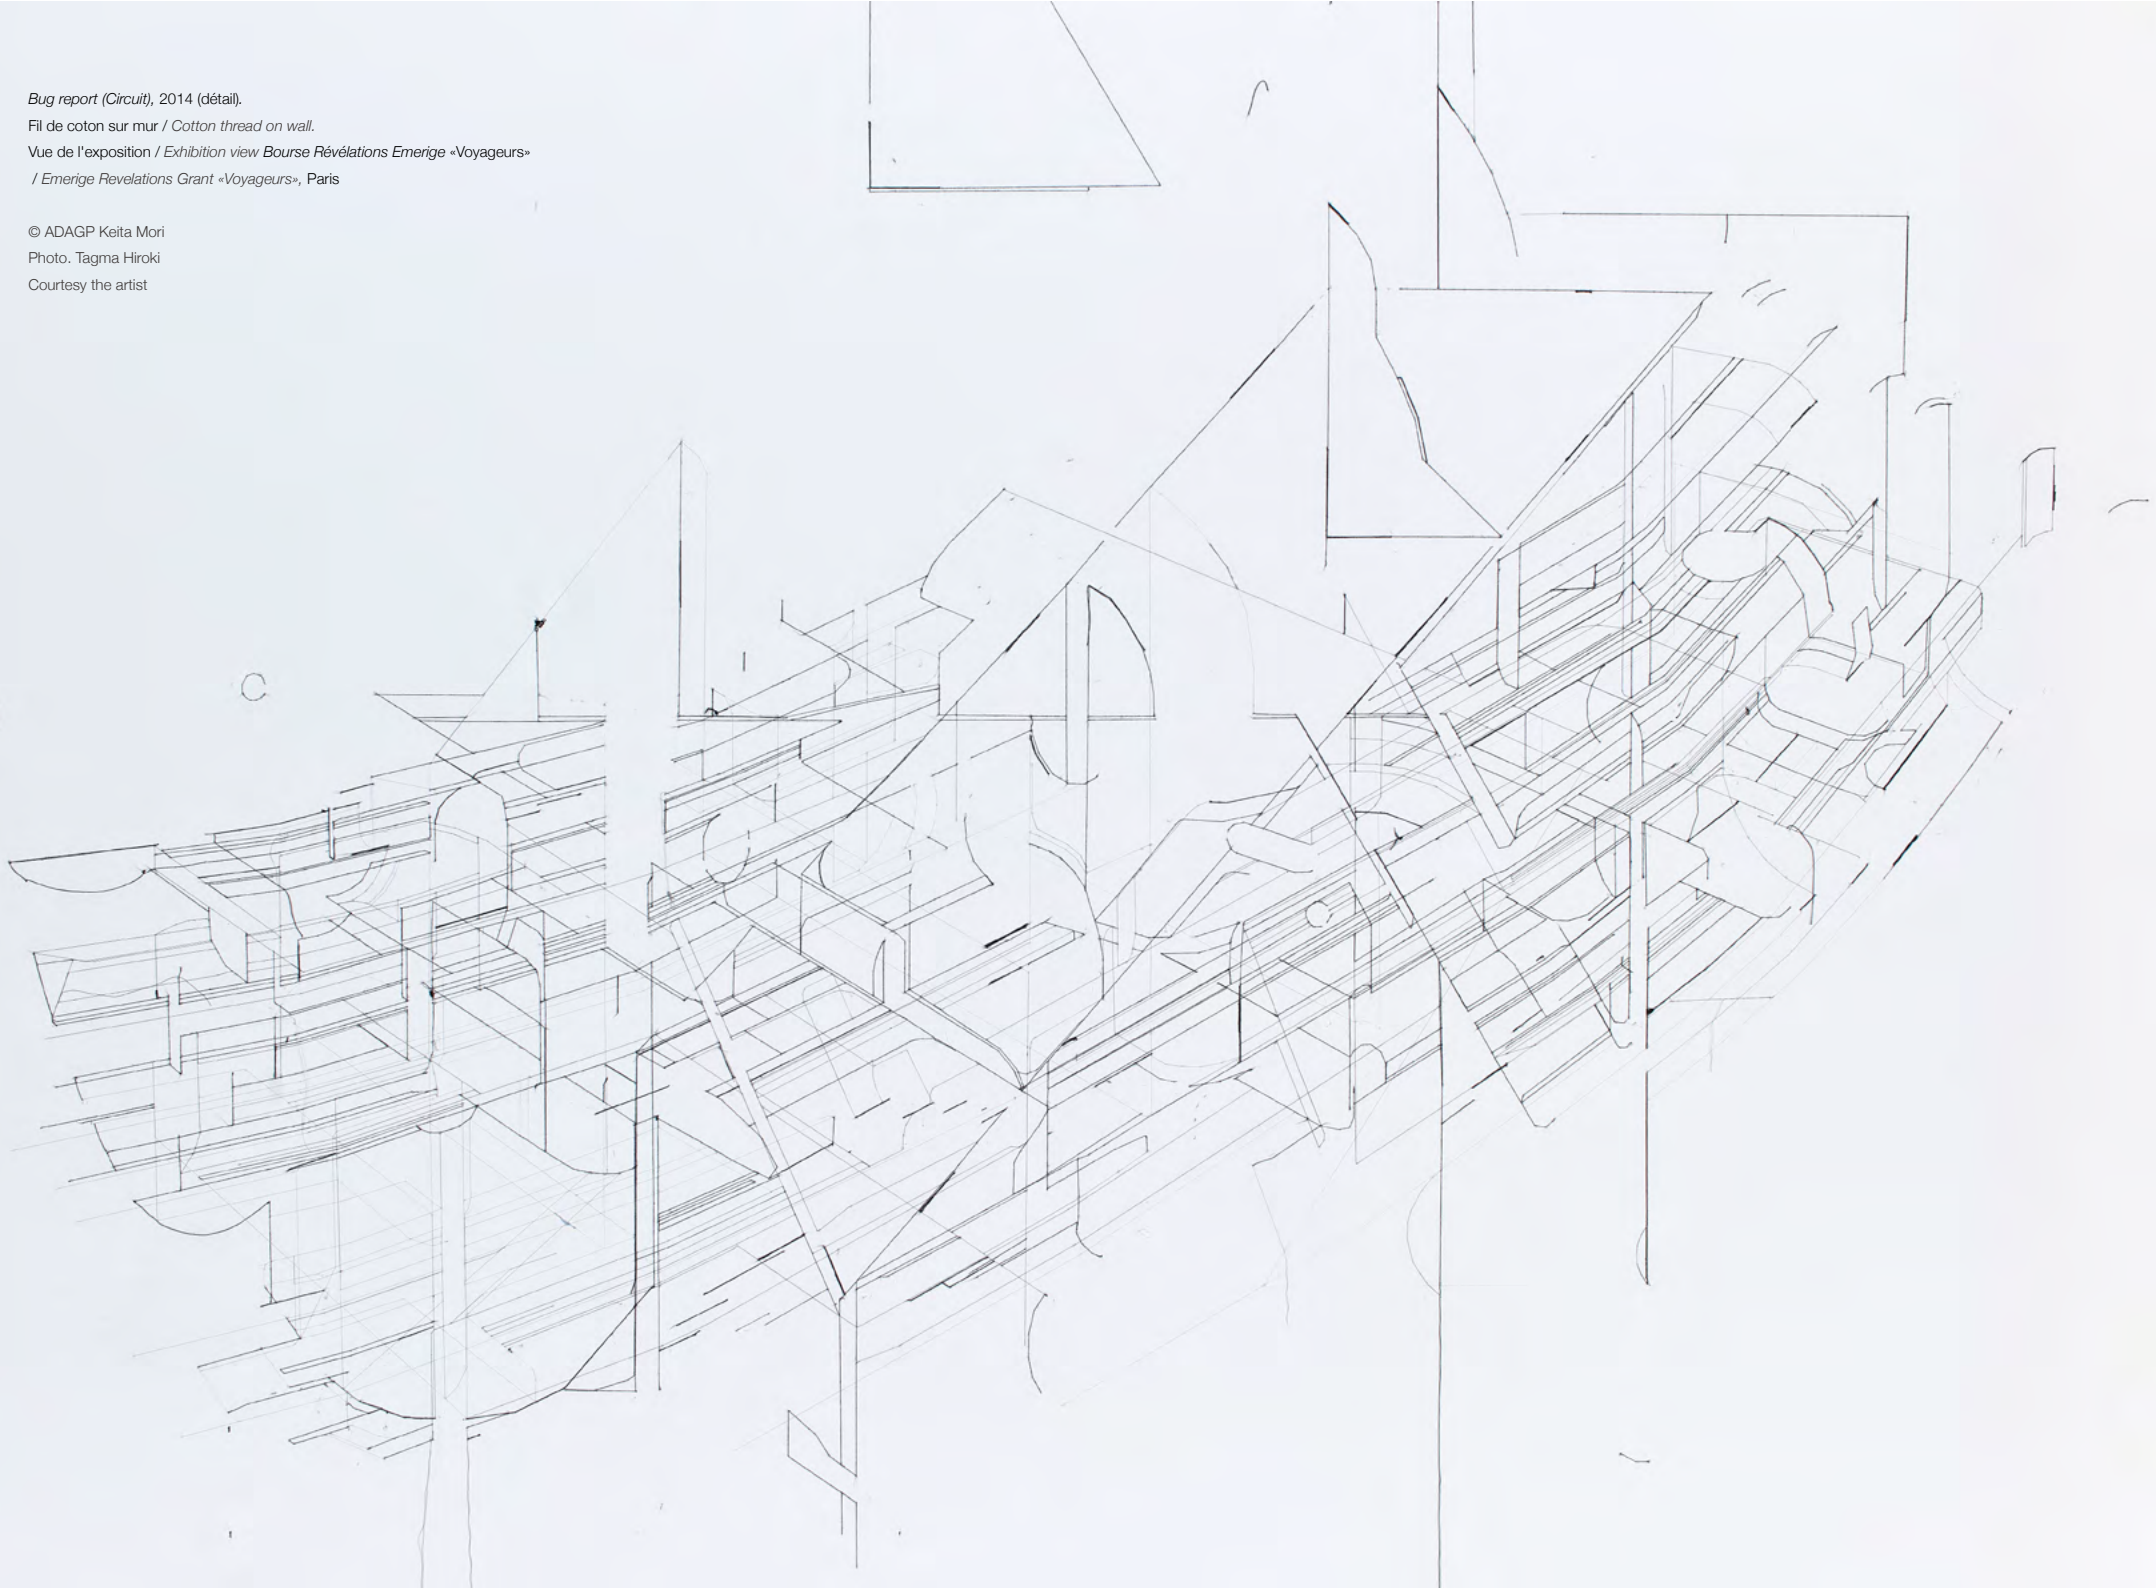 Bug report (Circuit), 2014 (détail).
Fil de coton sur mur / Cotton thread on wall.
Vue de l'exposition / Exhibition view Bourse Révélations Emerige «Voyageurs»
/ Emerige Revelations Grant «Voyageurs», Paris
© ADAGP Keita Mori
Photo. Tagma Hiroki
Courtesy the artist